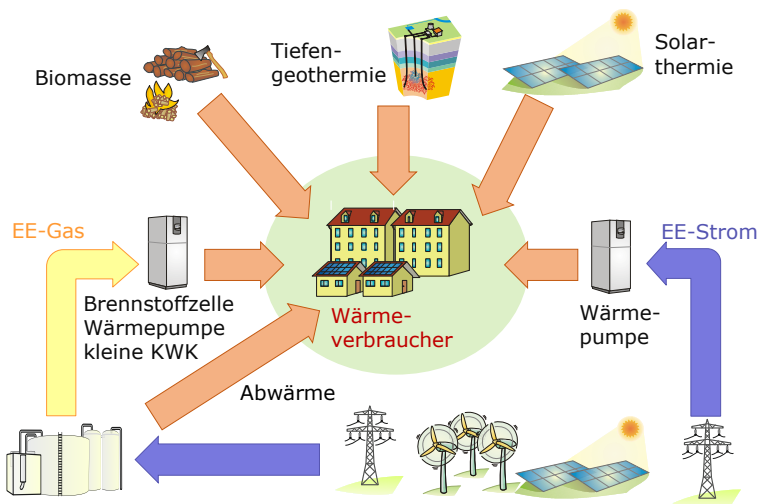 Biomasse
Tiefen-
geothermie
Solar-
thermie
EE-Gas
EE-Strom
Brennstoffzelle
Wärmepumpe
kleine KWK
Wärme-
verbraucher
Wärme-
pumpe
Abwärme